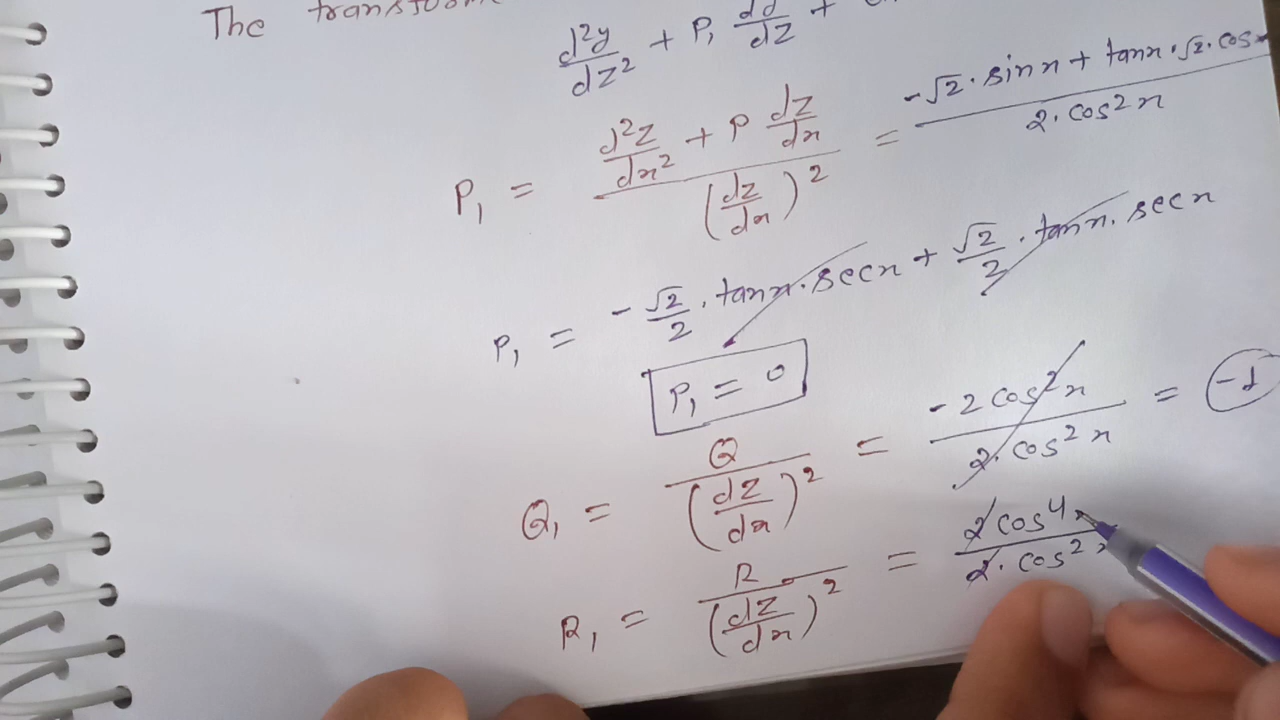 The
d²y/dz² + P₁ dy/dz +
P₁ = (d²z/dx² + P dz/dx)/(dz/dx)² = (-√2·sinx + tanx·√2·cos)/(2·cos²x)
P₁ = -√2/2·tanx·secx + √2/2·tanx·secx
P₁ = 0
Q₁ = Q/(dz/dx)² = (-2cos²x)/(2·cos²x) = -1
R₁ = R/(dz/dx)² = (2cos⁴x)/(2·cos²x)